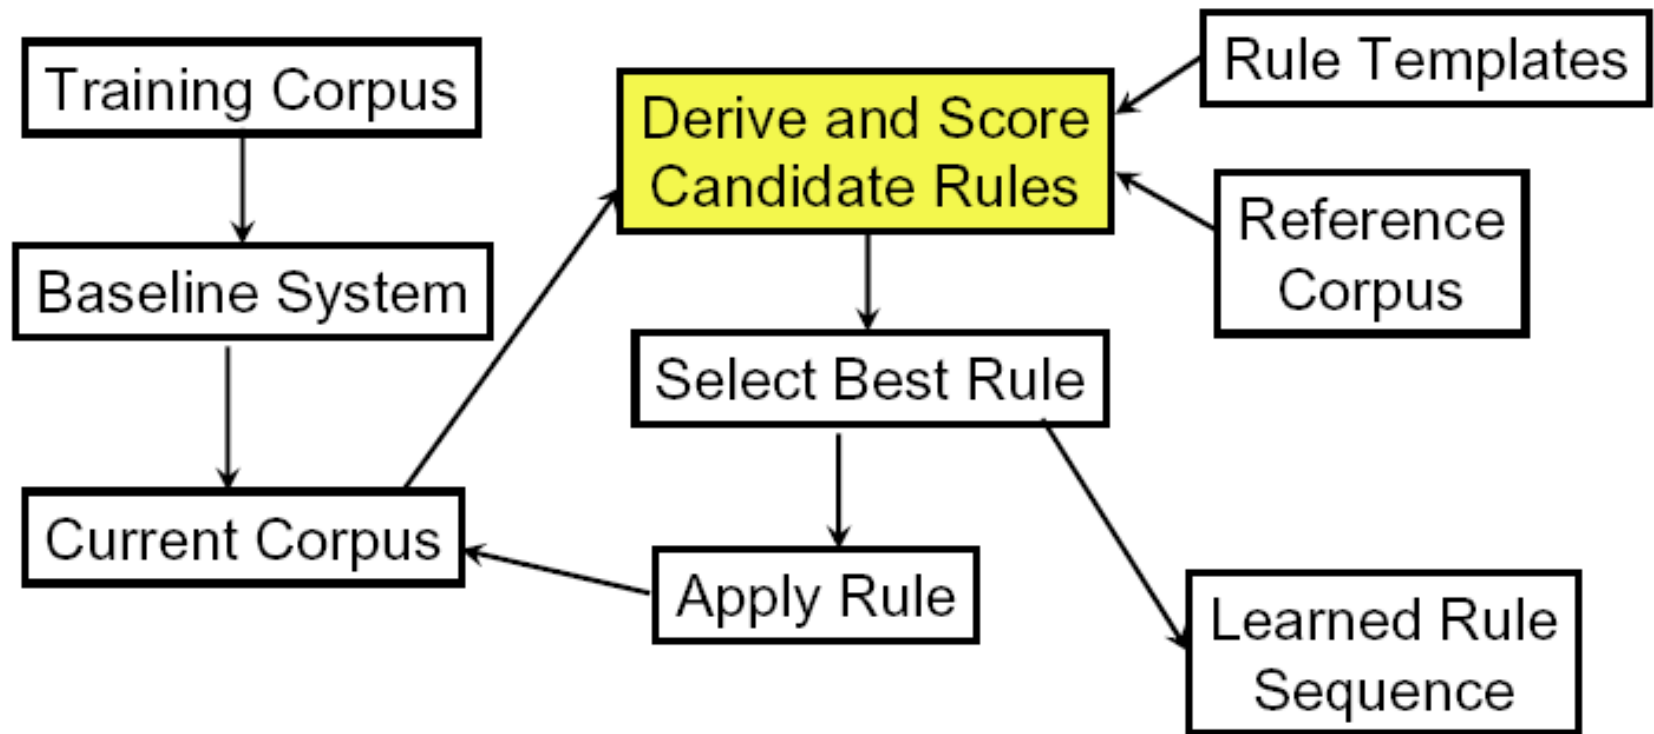 Training Corpus
Baseline System
Current Corpus
Derive and Score
Candidate Rules
Select Best Rule
Apply Rule
Rule Templates
Reference
Corpus
Learned Rule
Sequence